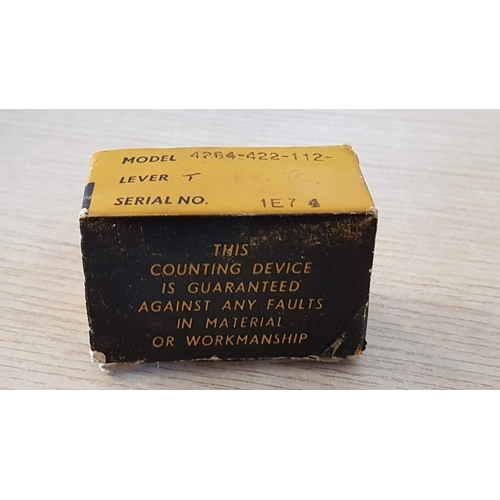 MODEL 4264-422-112-
LEVER T
SERIAL NO. 1E7 4
THIS
COUNTING DEVICE
IS GUARANTEED
AGAINST ANY FAULTS
IN MATERIAL
OR WORKMANSHIP